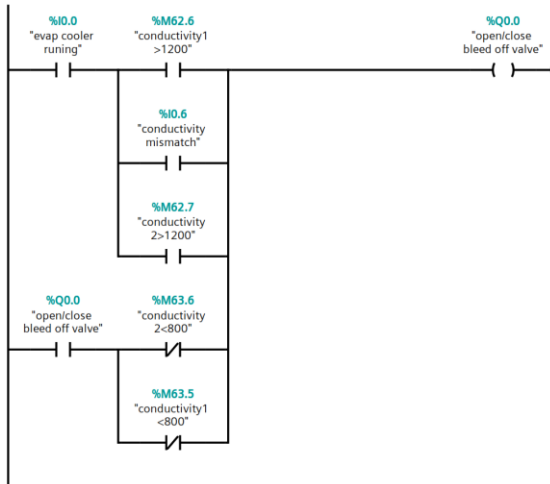 %I0.0
"evap cooler
runing"
%M62.6
"conductivity1
>1200"
%Q0.0
"open/close
bleed off valve"
%I0.6
"conductivity
mismatch"
%M62.7
"conductivity
2>1200"
%Q0.0
"open/close
bleed off valve"
%M63.6
"conductivity
2<800"
%M63.5
"conductivity1
<800"